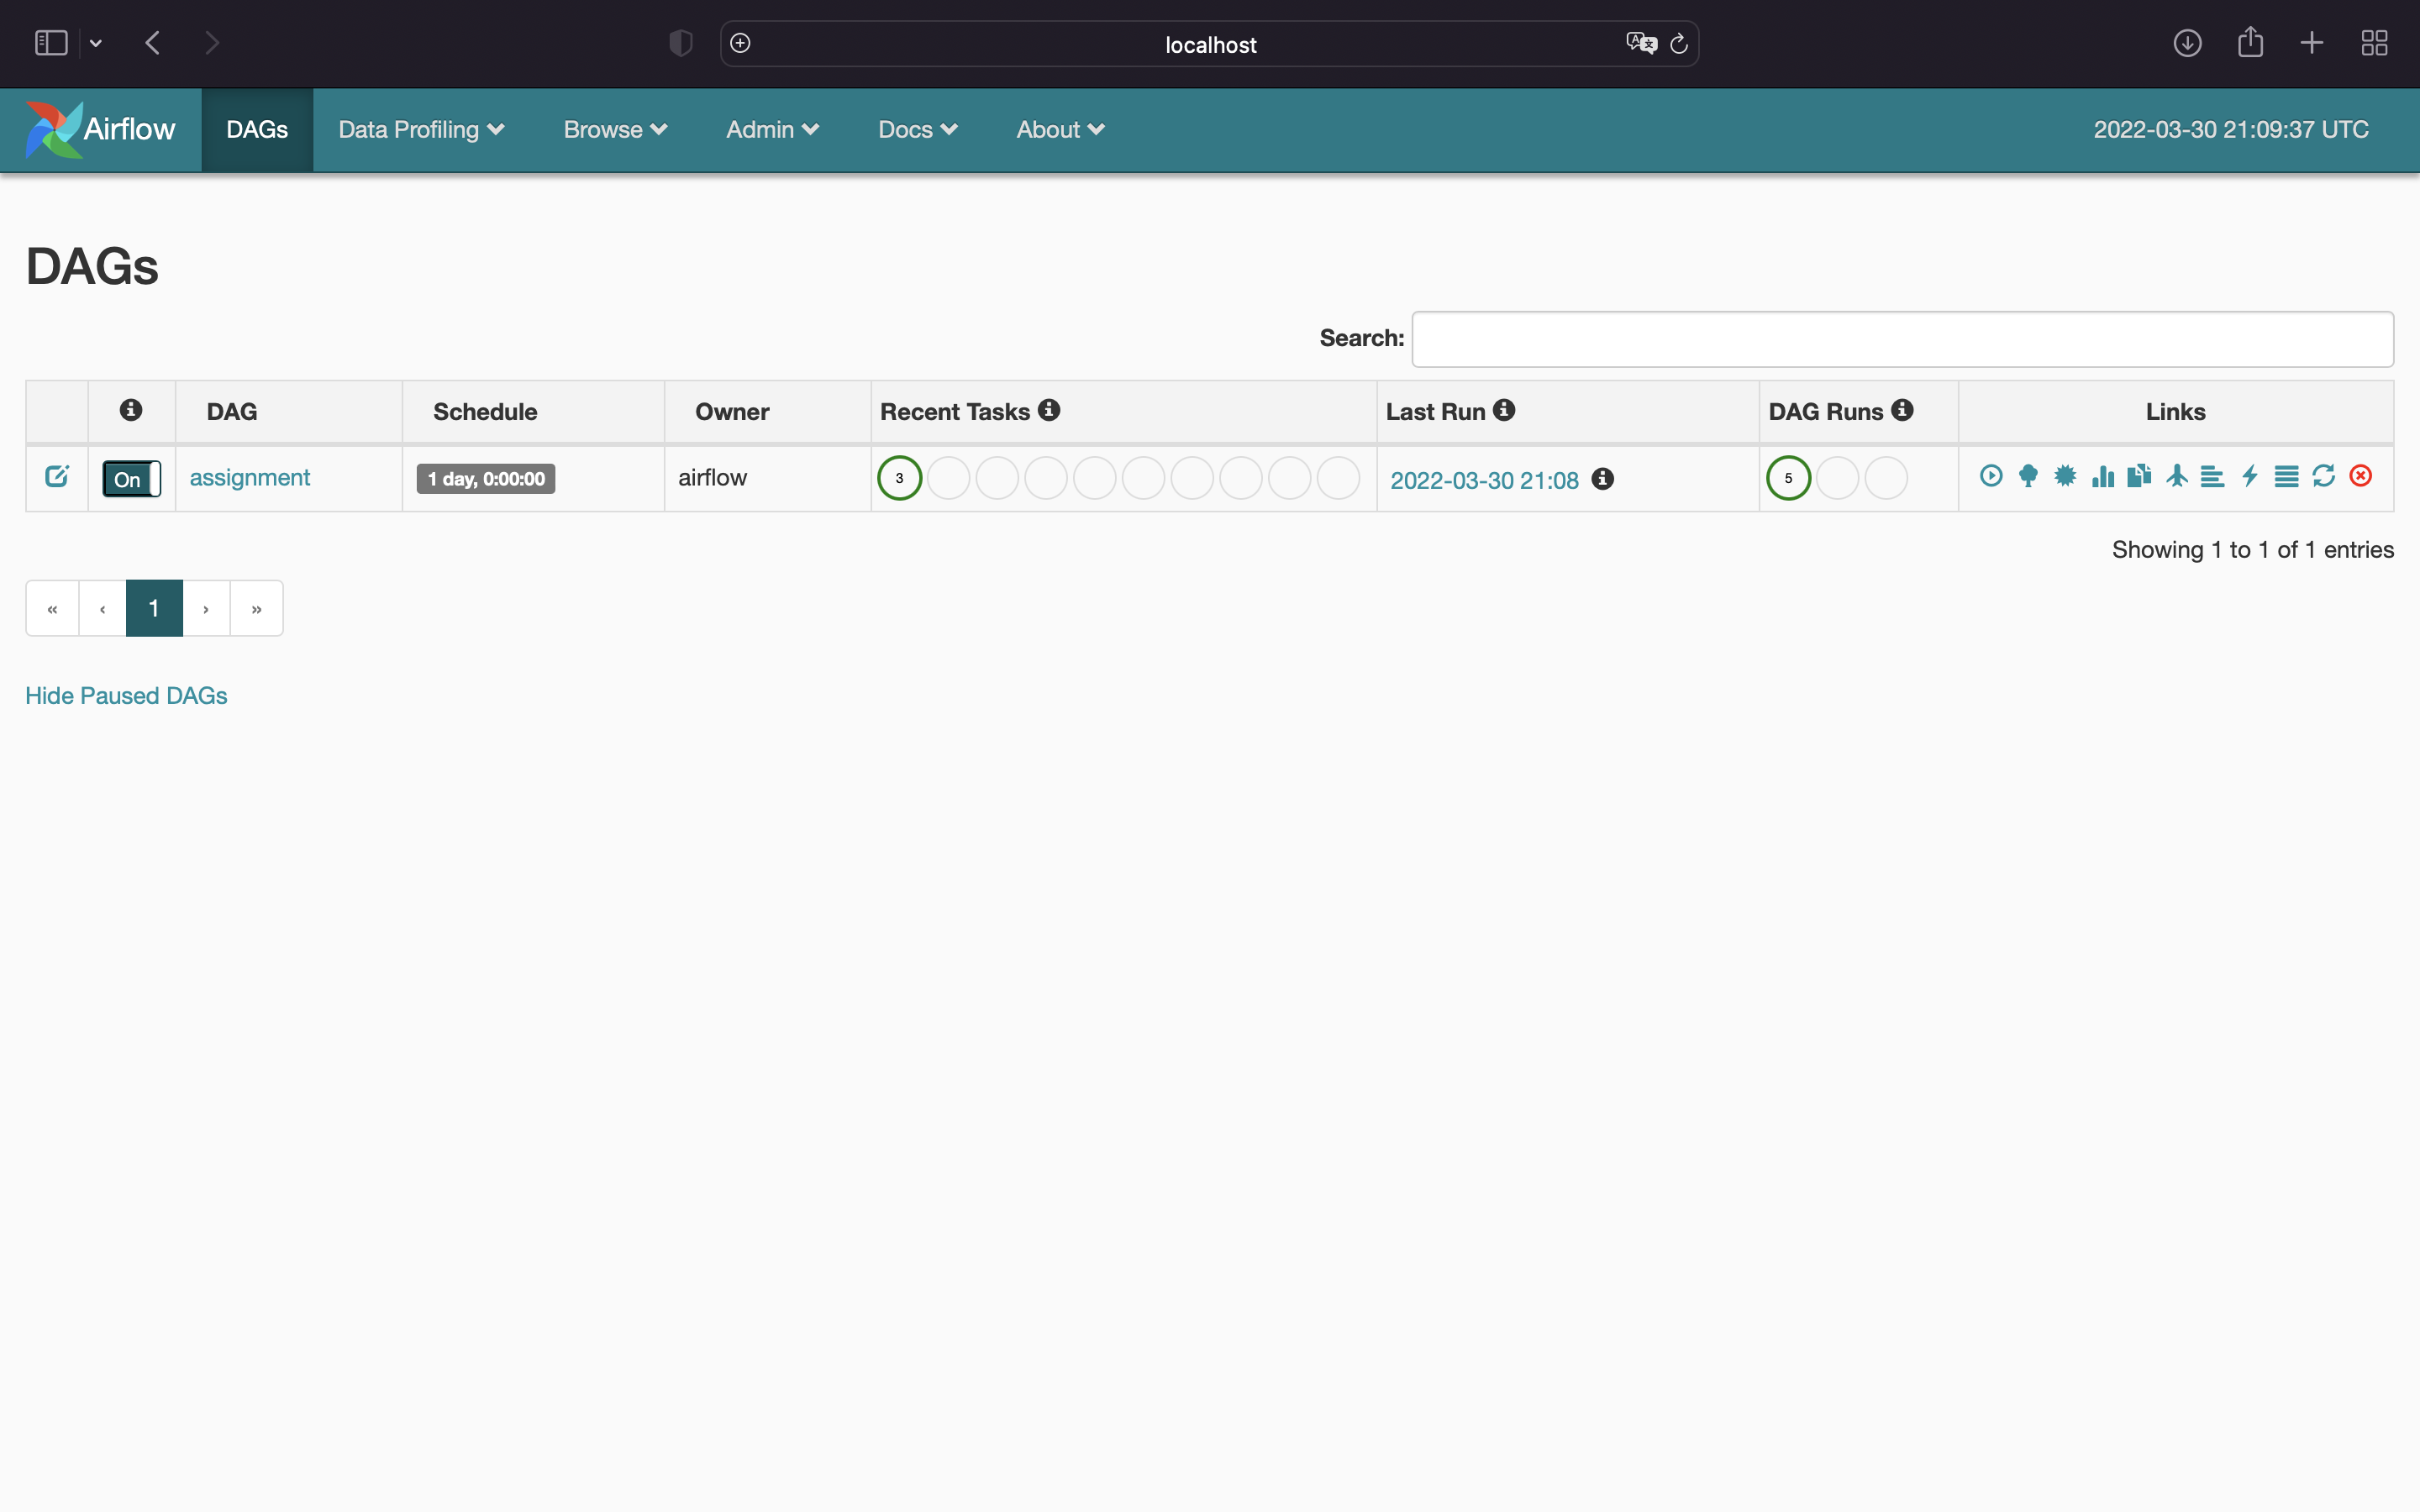 localhost
Airflow DAGs Data Profiling Browse Admin Docs About 2022-03-30 21:09:37 UTC
DAGs
Search:
DAG Schedule Owner Recent Tasks Last Run DAG Runs Links
On assignment 1 day, 0:00:00 airflow 3 2022-03-30 21:08 5
Showing 1 to 1 of 1 entries
« ‹ 1 › »
Hide Paused DAGs